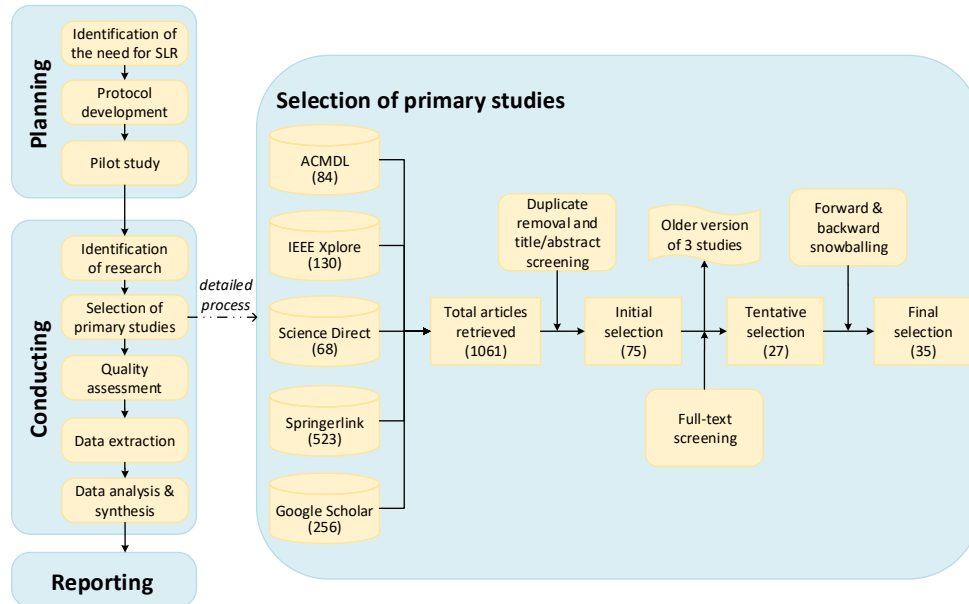 Planning
Identification of
the need for SLR
Protocol
development
Pilot study
Conducting
Identification
of research
Selection of
primary studies
Quality
assessment
Data extraction
Data analysis &
synthesis
Reporting
detailed
process
Selection of primary studies
ACMDL
(84)
IEEE Xplore
(130)
Science Direct
(68)
Springerlink
(523)
Google Scholar
(256)
Total articles
retrieved
(1061)
Duplicate
removal and
title/abstract
screening
Initial
selection
(75)
Older version
of 3 studies
Full-text
screening
Tentative
selection
(27)
Forward &
backward
snowballing
Final
selection
(35)